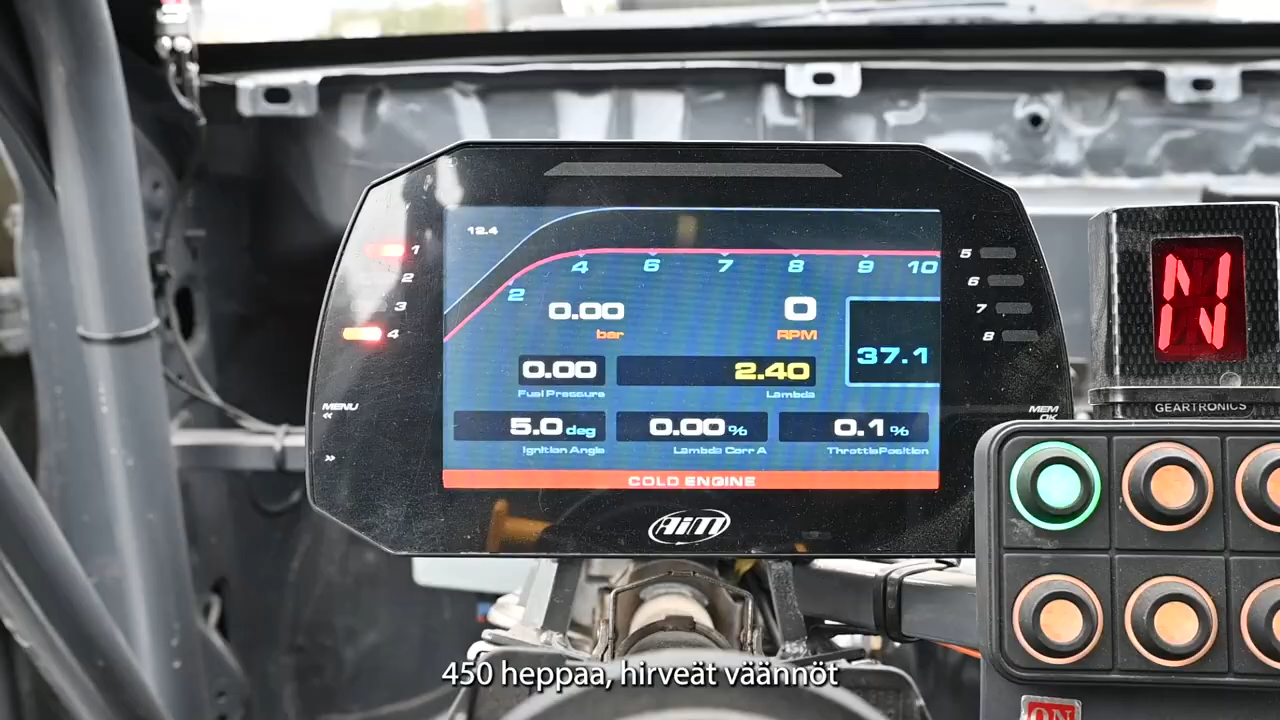 12.4
2 4 6 7 8 9 10
0.00 0
bar RPM
37.1
0.00 2.40
Fuel Pressure Lambda
5.0 deg 0.00 % 0.1 %
Ignition Angle Lambda Corr A Throttle Position
COLD ENGINE
AiM
1
2
3
4
MENU
«
»
5
6
7
8
MEM
OK
N
IN
GEARTRONICS
ON
450 heppaa, hirveät väännöt